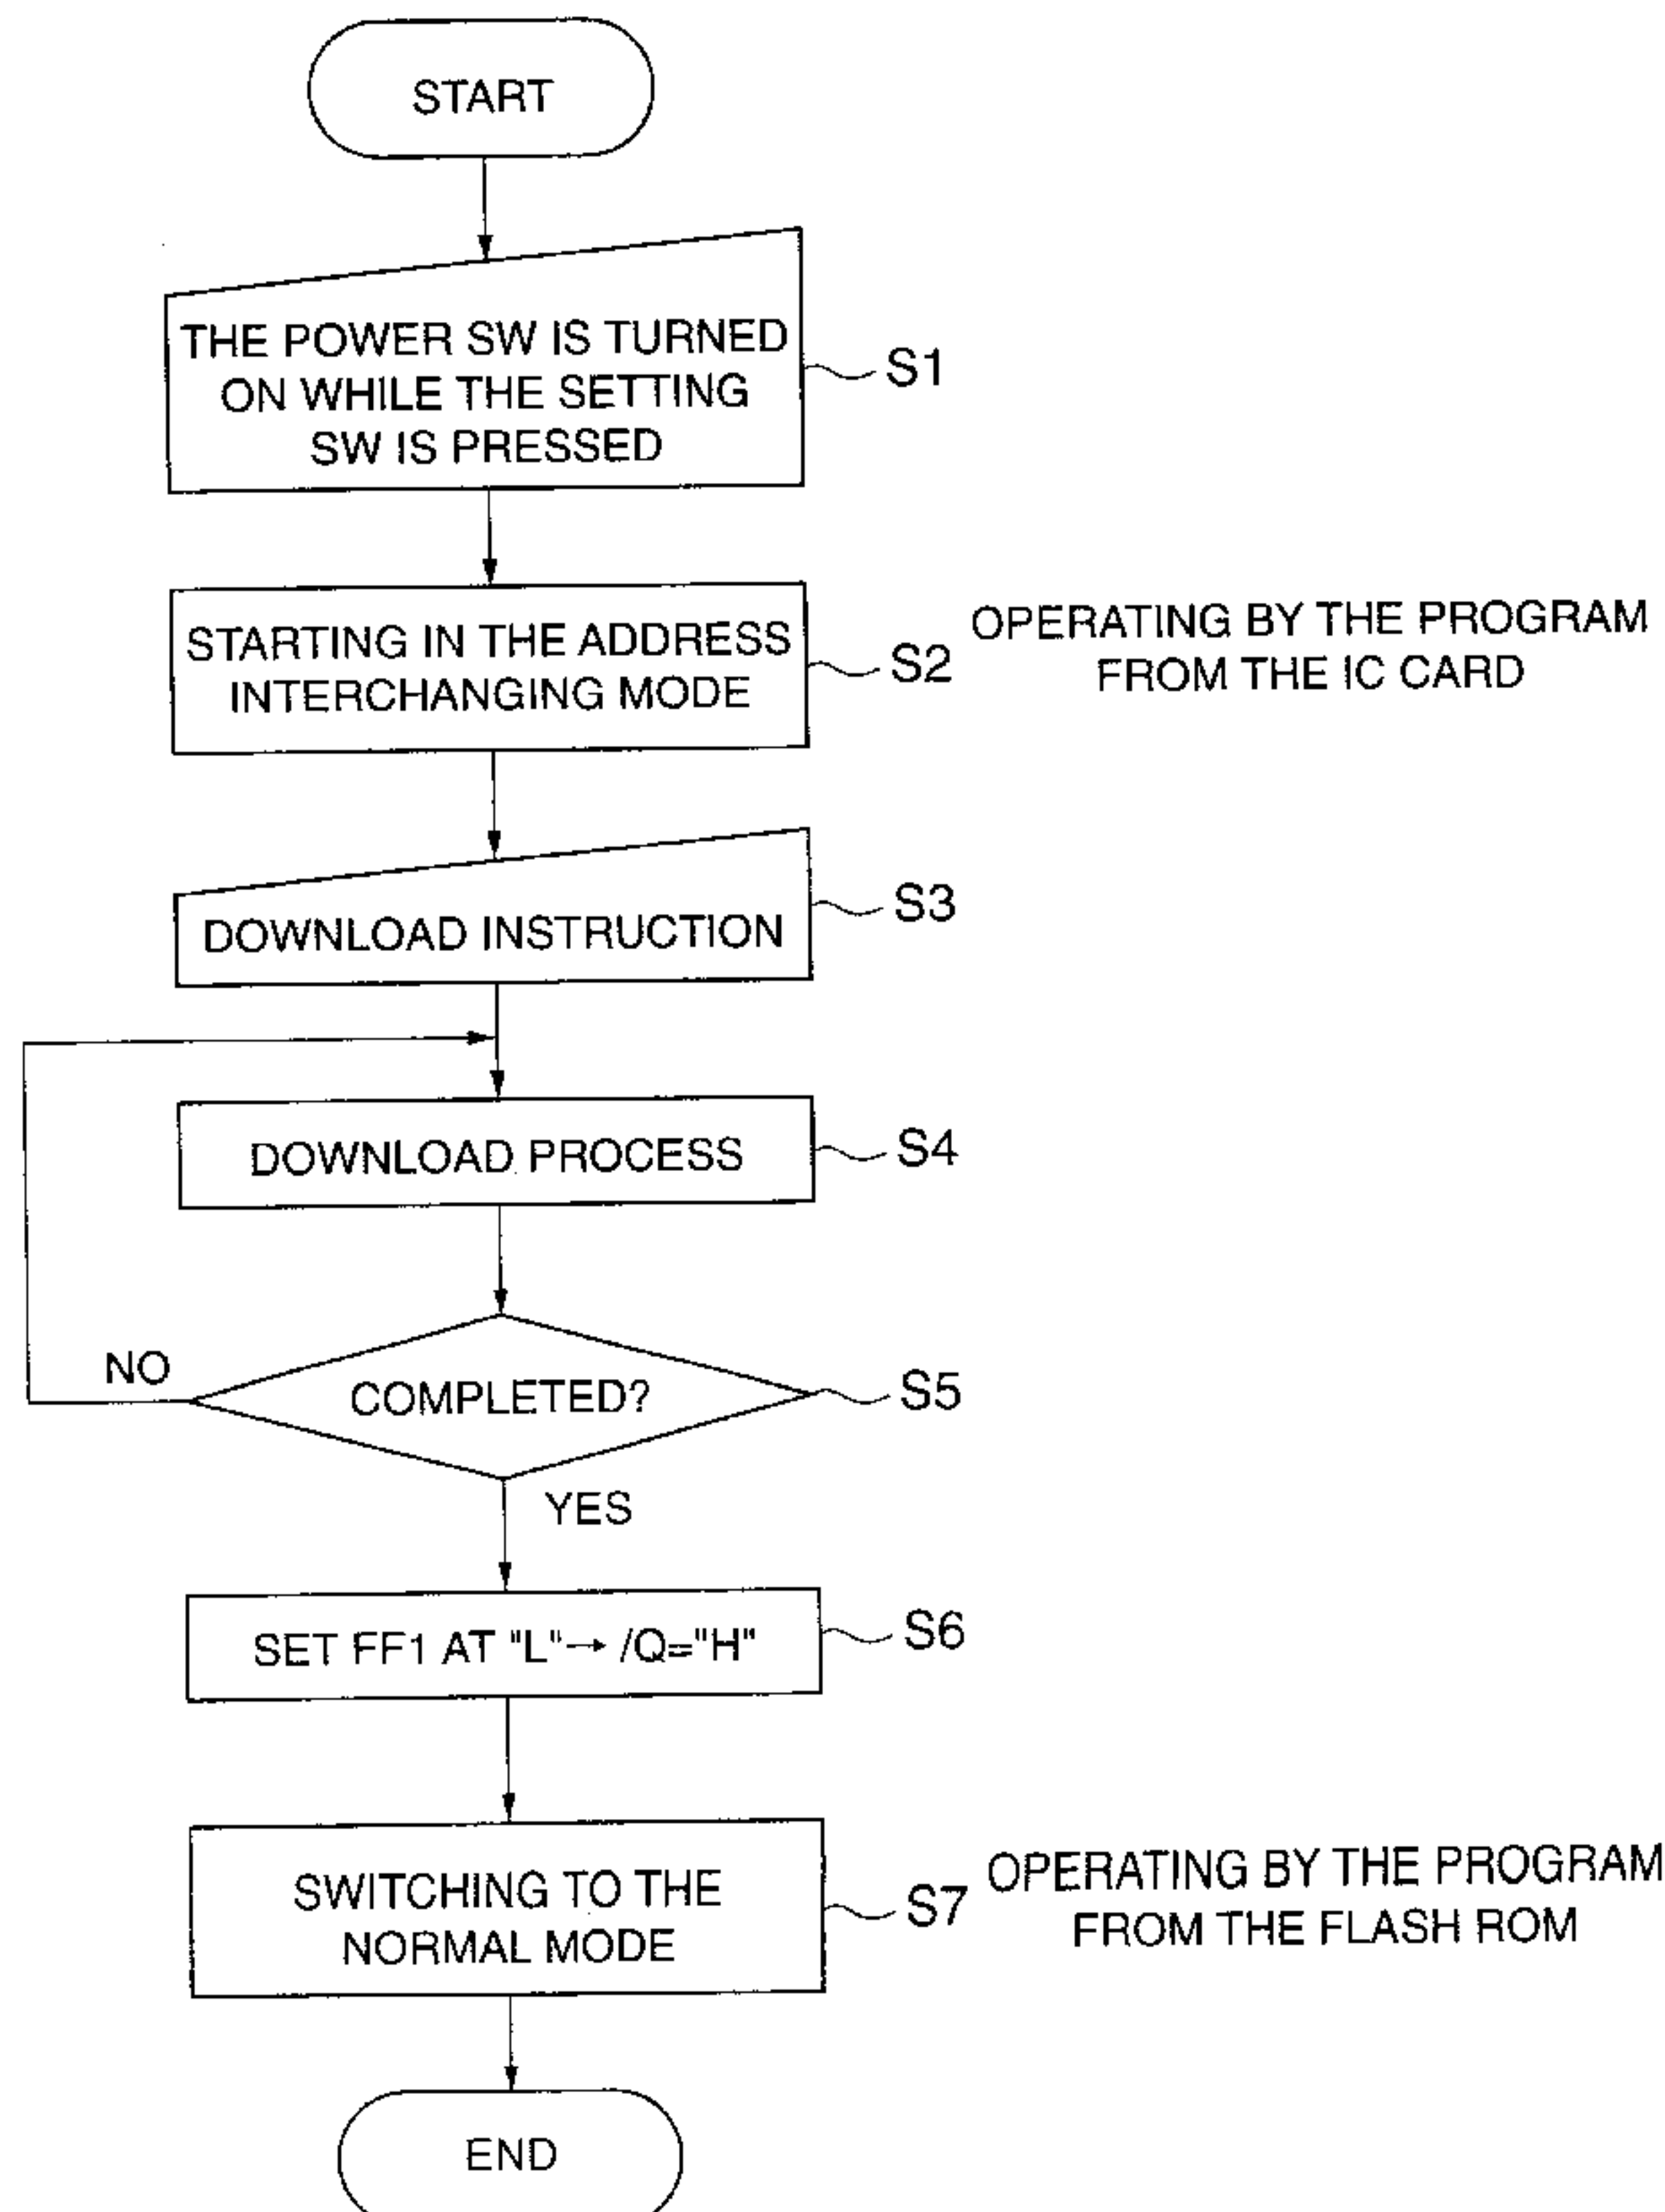 START
THE POWER SW IS TURNED
ON WHILE THE SETTING
SW IS PRESSED
S1
STARTING IN THE ADDRESS
INTERCHANGING MODE
S2
OPERATING BY THE PROGRAM
FROM THE IC CARD
DOWNLOAD INSTRUCTION
S3
DOWNLOAD PROCESS
S4
NO
COMPLETED?
S5
YES
SET FF1 AT "L"→ /Q="H"
S6
SWITCHING TO THE
NORMAL MODE
S7
OPERATING BY THE PROGRAM
FROM THE FLASH ROM
END